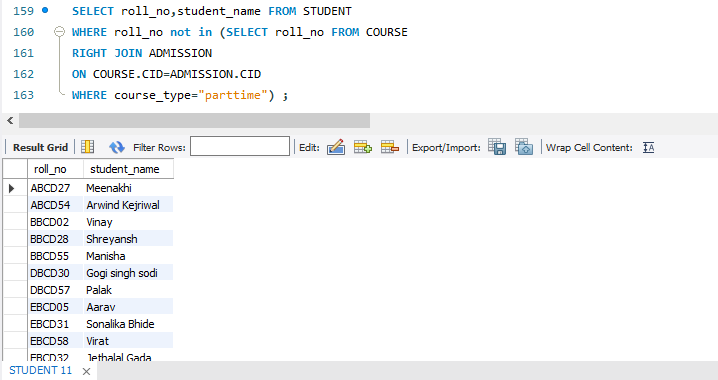 159 SELECT roll_no,student_name FROM STUDENT
160 WHERE roll_no not in (SELECT roll_no FROM COURSE
161 RIGHT JOIN ADMISSION
162 ON COURSE.CID=ADMISSION.CID
163 WHERE course_type="parttime") ;
Result Grid Filter Rows: Edit: Export/Import: Wrap Cell Content: IA
roll_no student_name
ABCD27 Meenakhi
ABCD54 Arwind Kejriwal
BBCD02 Vinay
BBCD28 Shreyansh
BBCD55 Manisha
DBCD30 Gogi singh sodi
DBCD57 Palak
EBCD05 Aarav
EBCD31 Sonalika Bhide
EBCD58 Virat
EBCD32 Jethalal Gada
STUDENT 11